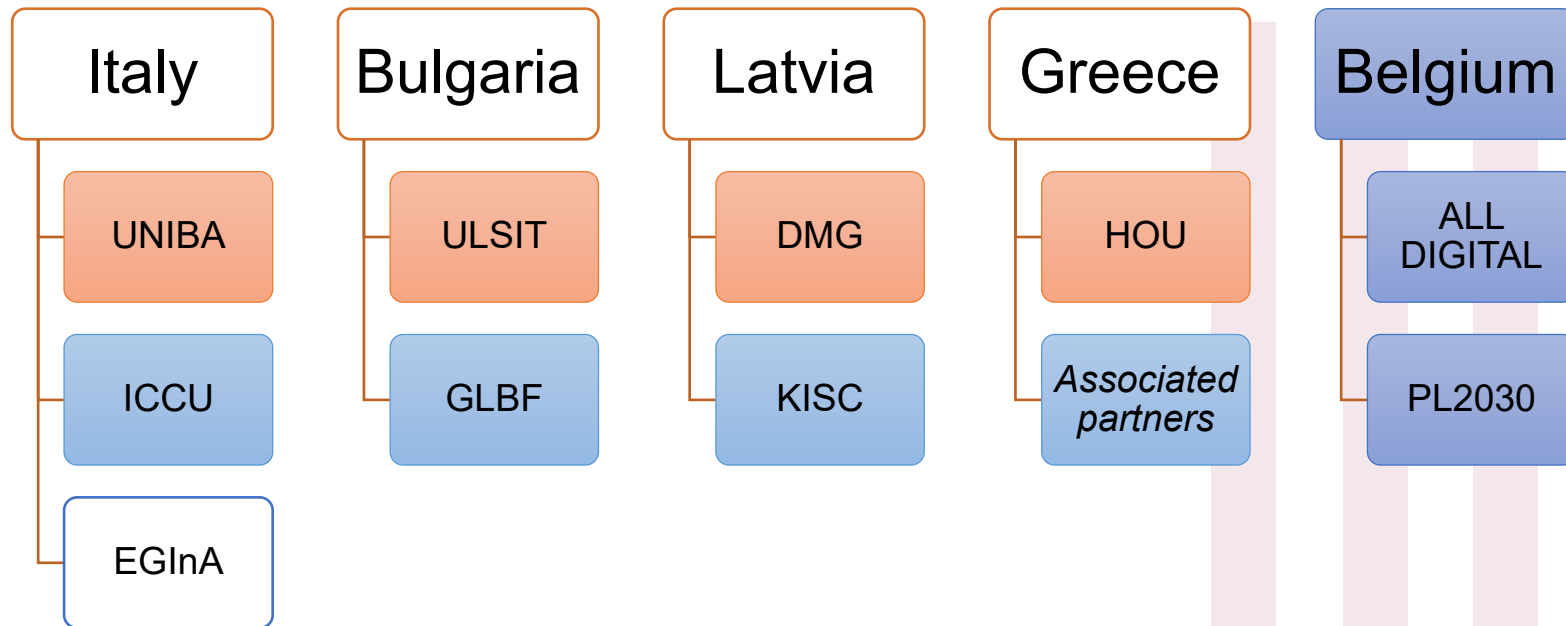 Italy
UNIBA
ICCU
EGInA
Bulgaria
ULSIT
GLBF
Latvia
DMG
KISC
Greece
HOU
Associated
partners
Belgium
ALL
DIGITAL
PL2030